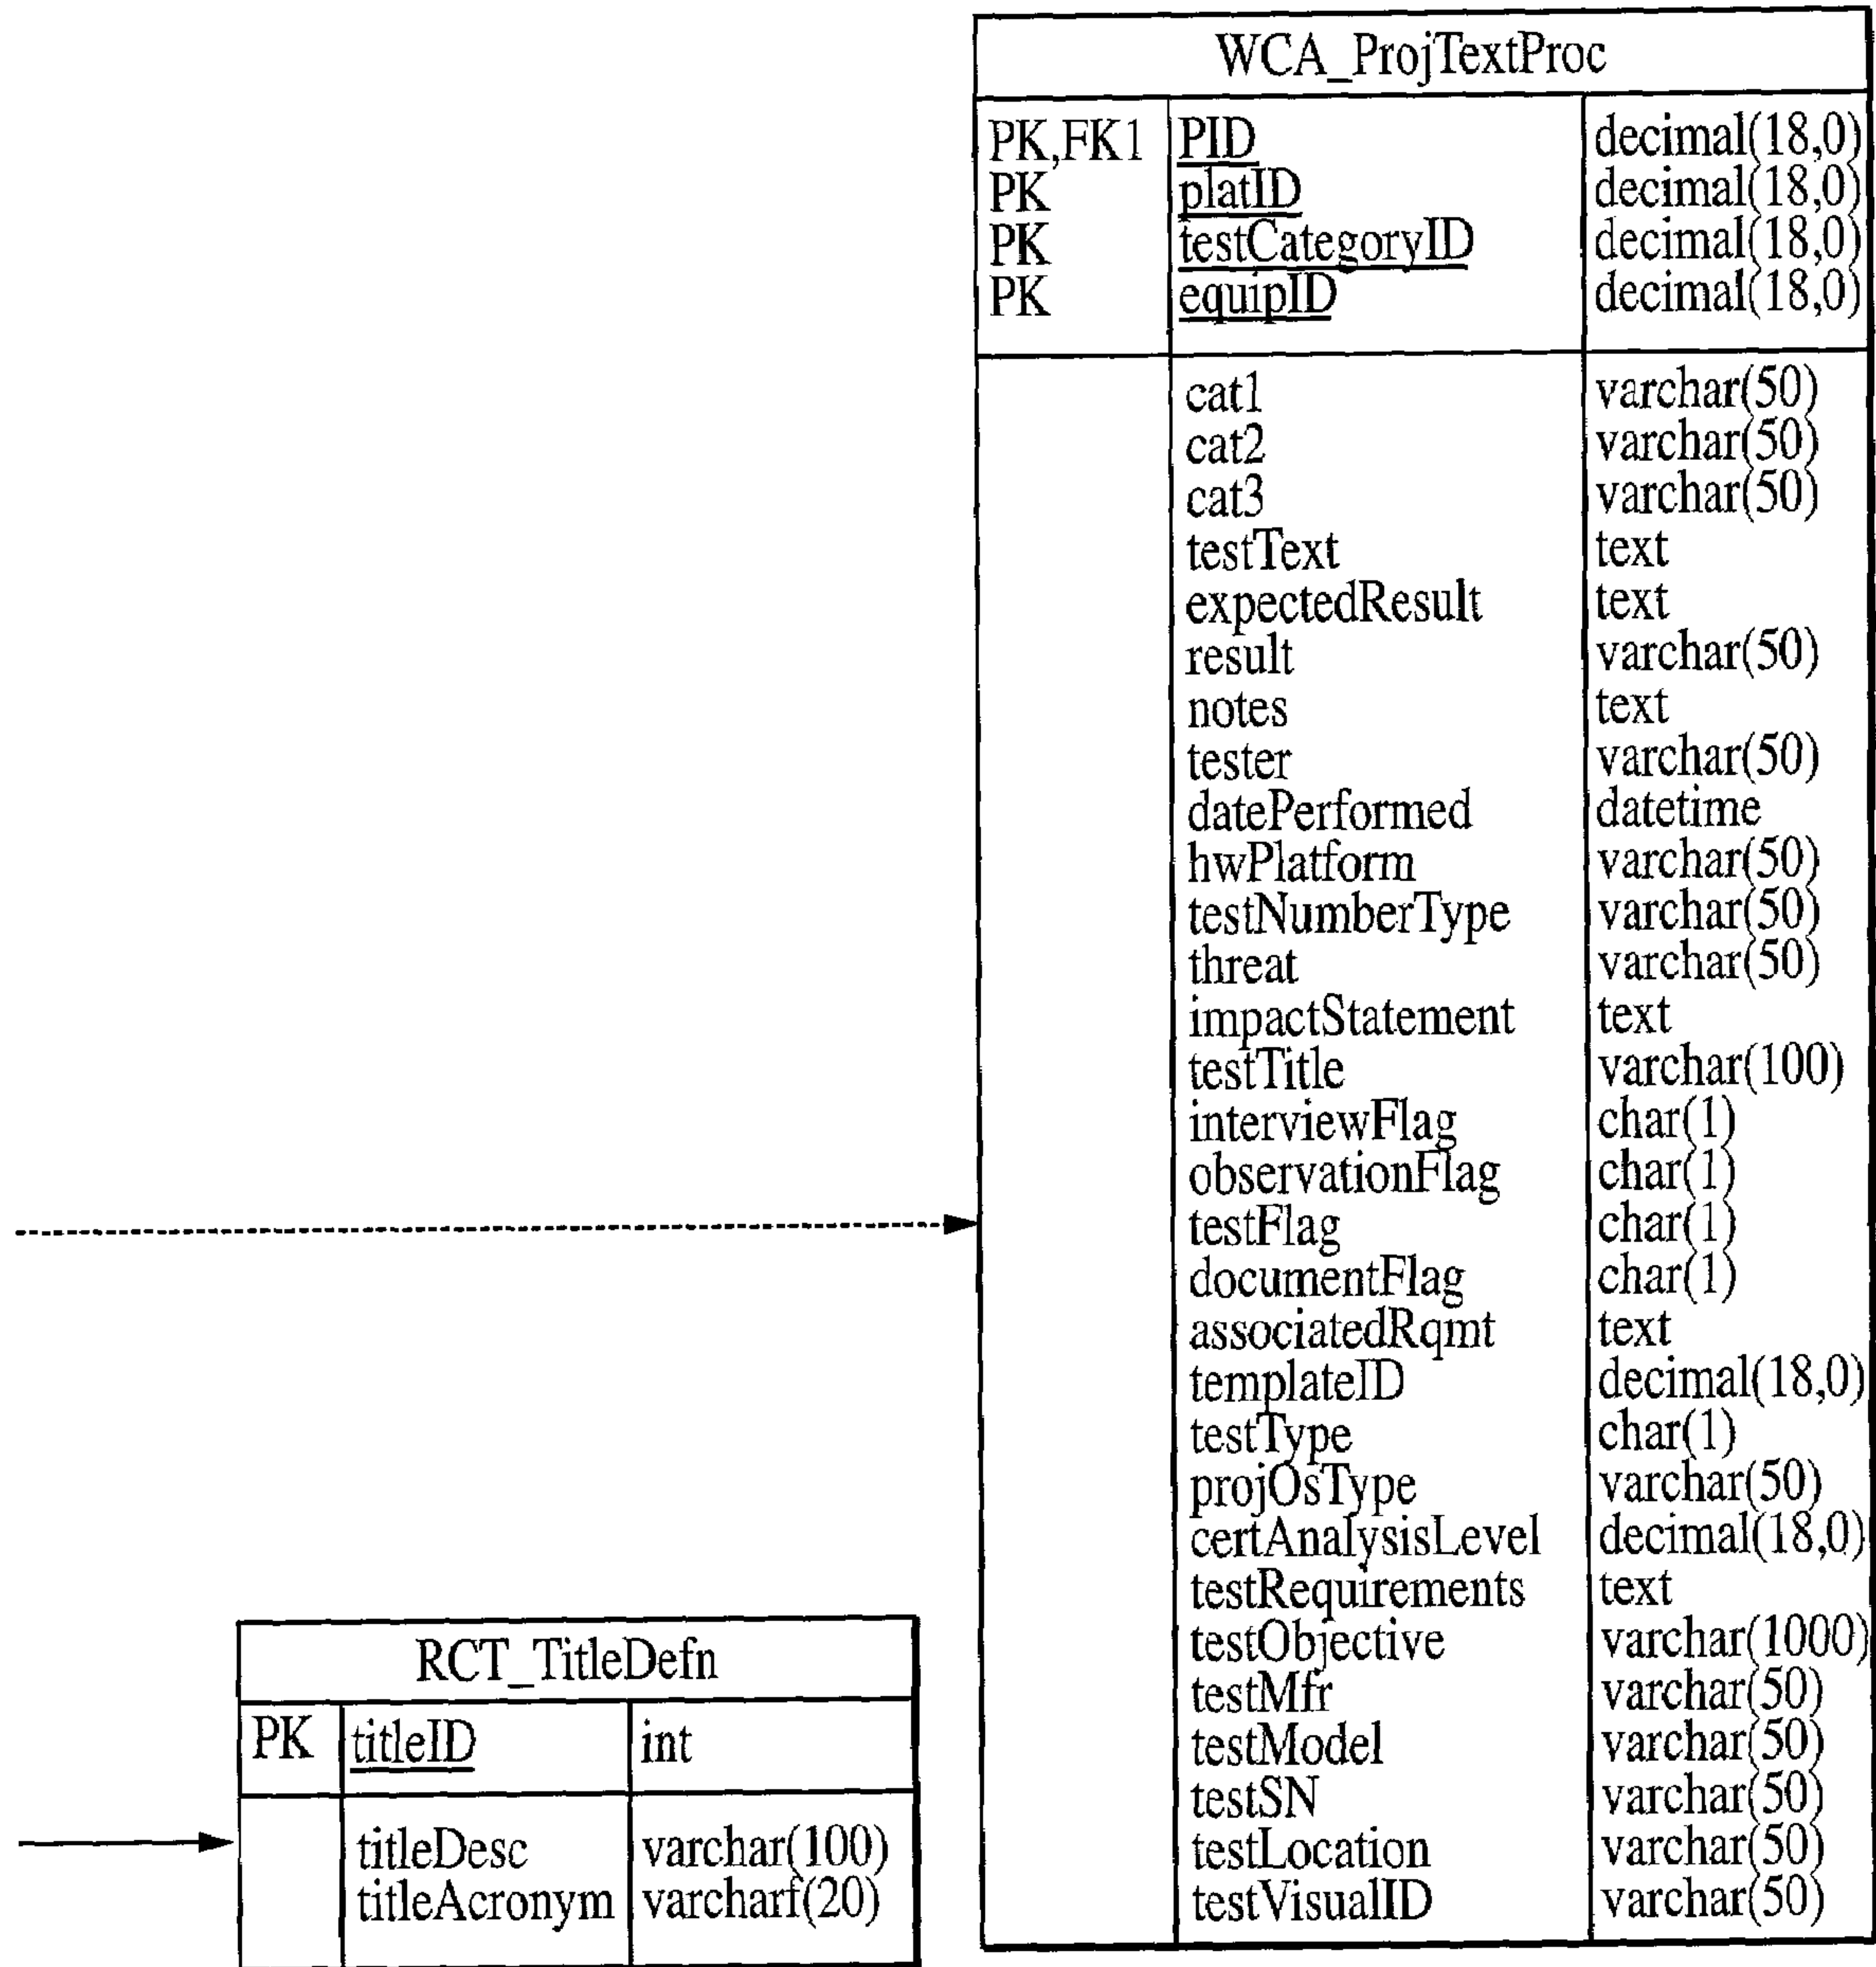 WCA_ProjTextProc
PK,FK1 PID decimal(18,0)
PK platID decimal(18,0)
PK testCategoryID decimal(18,0)
PK equipID decimal(18,0)
cat1 varchar(50)
cat2 varchar(50)
cat3 varchar(50)
testText text
expectedResult text
result varchar(50)
notes text
tester varchar(50)
datePerformed datetime
hwPlatform varchar(50)
testNumberType varchar(50)
threat varchar(50)
impactStatement text
testTitle varchar(100)
interviewFlag char(1)
observationFlag char(1)
testFlag char(1)
documentFlag char(1)
associatedRqmt text
templateID decimal(18,0)
testType char(1)
projOsType varchar(50)
certAnalysisLevel decimal(18,0)
testRequirements text
testObjective varchar(1000)
testMfr varchar(50)
testModel varchar(50)
testSN varchar(50)
testLocation varchar(50)
testVisualID varchar(50)
RCT_TitleDefn
PK titleID int
titleDesc varchar(100)
titleAcronym varcharf(20)